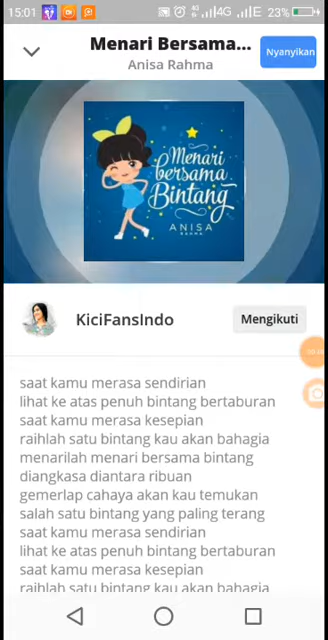 15:01
4G
E
23%
Menari Bersama...
Anisa Rahma
Nyanyikan
Menari
bersama
Bintang
ANISA
RAHMA
KiciFansIndo
Mengikuti
saat kamu merasa sendirian
lihat ke atas penuh bintang bertaburan
saat kamu merasa kesepian
raihlah satu bintang kau akan bahagia
menarilah menari bersama bintang
diangkasa diantara ribuan
gemerlap cahaya akan kau temukan
salah satu bintang yang paling terang
saat kamu merasa sendirian
lihat ke atas penuh bintang bertaburan
saat kamu merasa kesepian
raihlah satu bintang kau akan bahagia